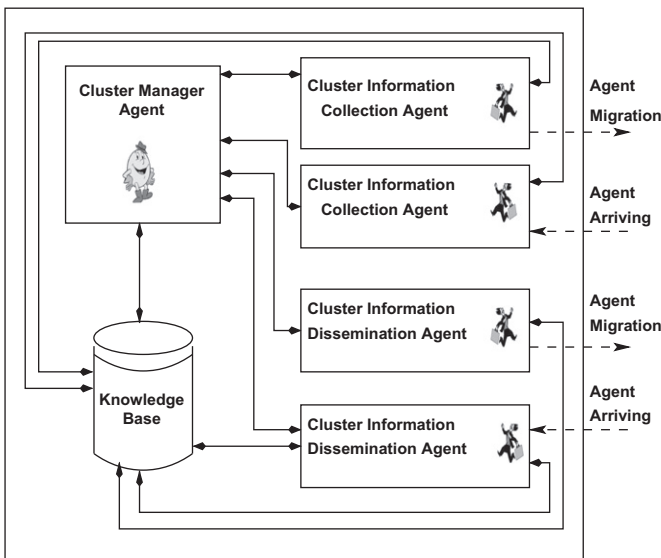 Cluster Manager
Agent
Cluster Information
Collection Agent
Agent
Migration
Cluster Information
Collection Agent
Agent
Arriving
Cluster Information
Dissemination Agent
Agent
Migration
Knowledge
Base
Cluster Information
Dissemination Agent
Agent
Arriving